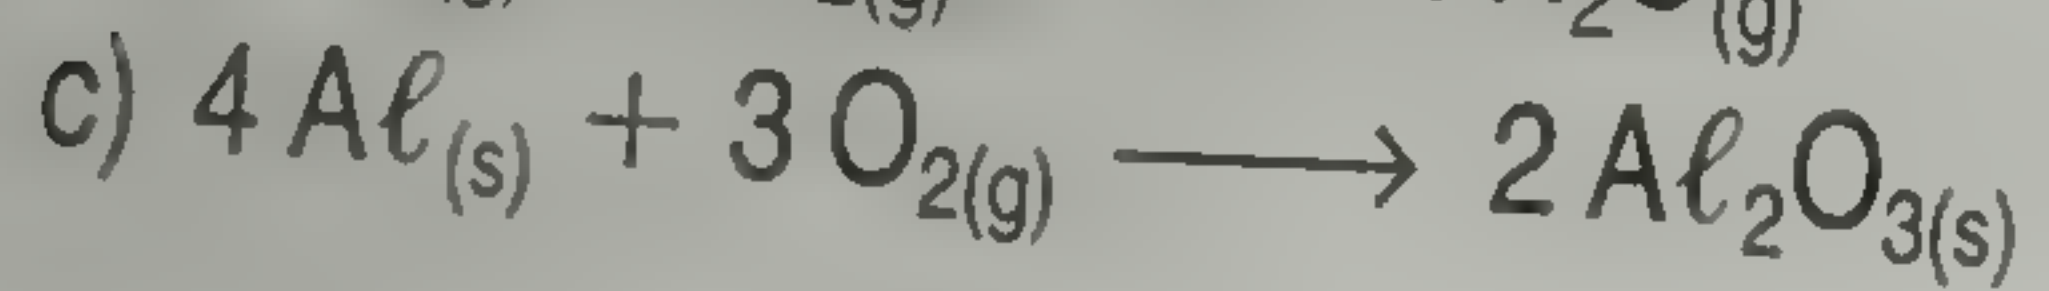 c) 4 Aℓ(s) + 3 O₂(g) ⟶ 2 Aℓ₂O₃(s)